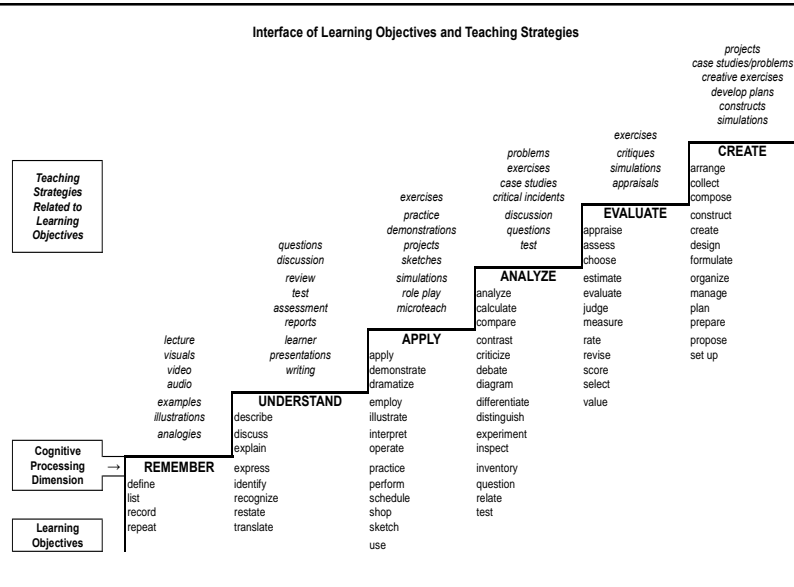 Interface of Learning Objectives and Teaching Strategies
projects
case studies/problems
creative exercises
develop plans
constructs
simulations
CREATE
arrange
collect
compose
construct
create
design
formulate
organize
manage
plan
prepare
propose
set up
exercises
critiques
simulations
appraisals
EVALUATE
appraise
assess
choose
estimate
evaluate
judge
measure
rate
revise
score
select
value
problems
exercises
case studies
critical incidents
discussion
questions
test
ANALYZE
analyze
calculate
compare
contrast
criticize
debate
diagram
differentiate
distinguish
experiment
inspect
inventory
question
relate
test
exercises
practice
demonstrations
projects
sketches
simulations
role play
microteach
APPLY
apply
demonstrate
dramatize
employ
illustrate
interpret
operate
practice
perform
schedule
shop
sketch
use
questions
discussion
review
test
assessment
reports
learner
presentations
writing
UNDERSTAND
describe
discuss
explain
express
identify
recognize
restate
translate
lecture
visuals
video
audio
examples
illustrations
analogies
REMEMBER
define
list
record
repeat
Teaching
Strategies
Related to
Learning
Objectives
Cognitive
Processing
Dimension
→
Learning
Objectives